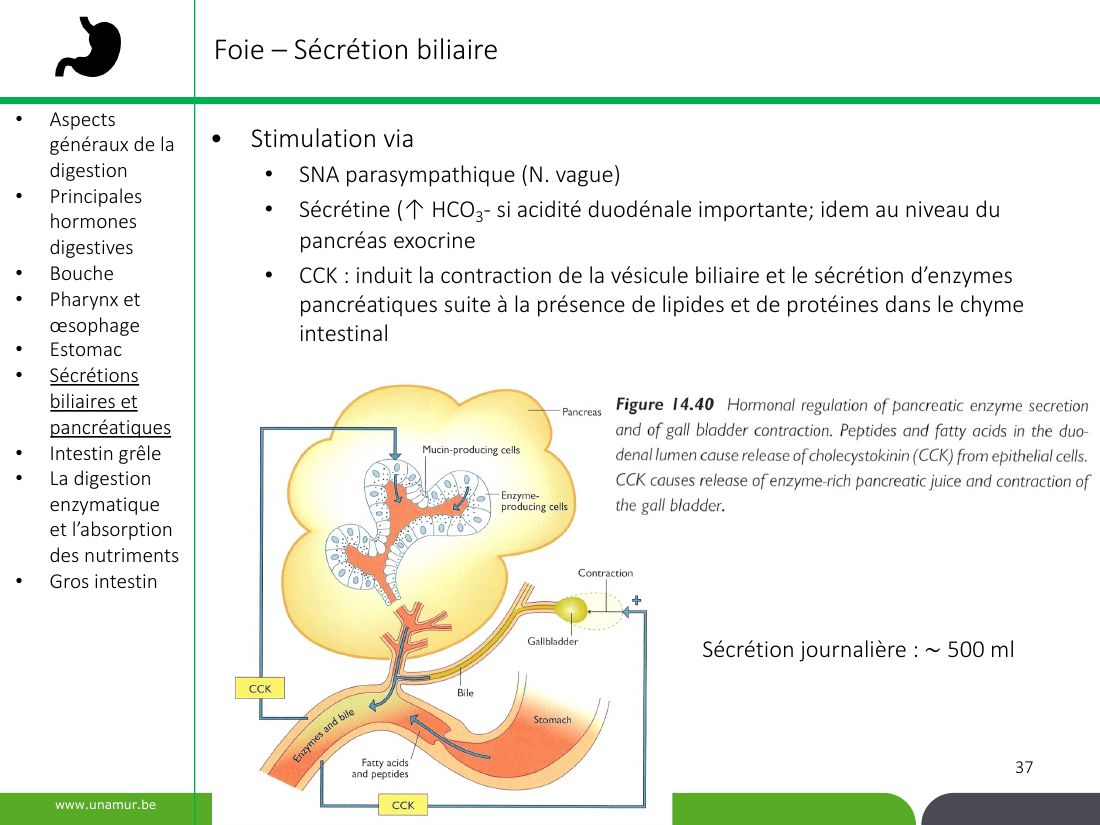 Foie – Sécrétion biliaire
• Aspects
généraux de la
digestion
• Principales
hormones
digestives
• Bouche
• Pharynx et
œsophage
• Estomac
• Sécrétions
biliaires et
pancréatiques
• Intestin grêle
• La digestion
enzymatique
et l’absorption
des nutriments
• Gros intestin
• Stimulation via
• SNA parasympathique (N. vague)
• Sécrétine (↑ HCO₃- si acidité duodénale importante; idem au niveau du
pancréas exocrine
• CCK : induit la contraction de la vésicule biliaire et le sécrétion d’enzymes
pancréatiques suite à la présence de lipides et de protéines dans le chyme
intestinal
Pancreas
Mucin-producing cells
Enzyme-
producing cells
Contraction
+
Gallbladder
CCK
Bile
Enzymes and bile
Stomach
Fatty acids
and peptides
CCK
Figure 14.40 Hormonal regulation of pancreatic enzyme secretion
and of gall bladder contraction. Peptides and fatty acids in the duo-
denal lumen cause release of cholecystokinin (CCK) from epithelial cells.
CCK causes release of enzyme-rich pancreatic juice and contraction of
the gall bladder.
Sécrétion journalière : ~ 500 ml
37
www.unamur.be